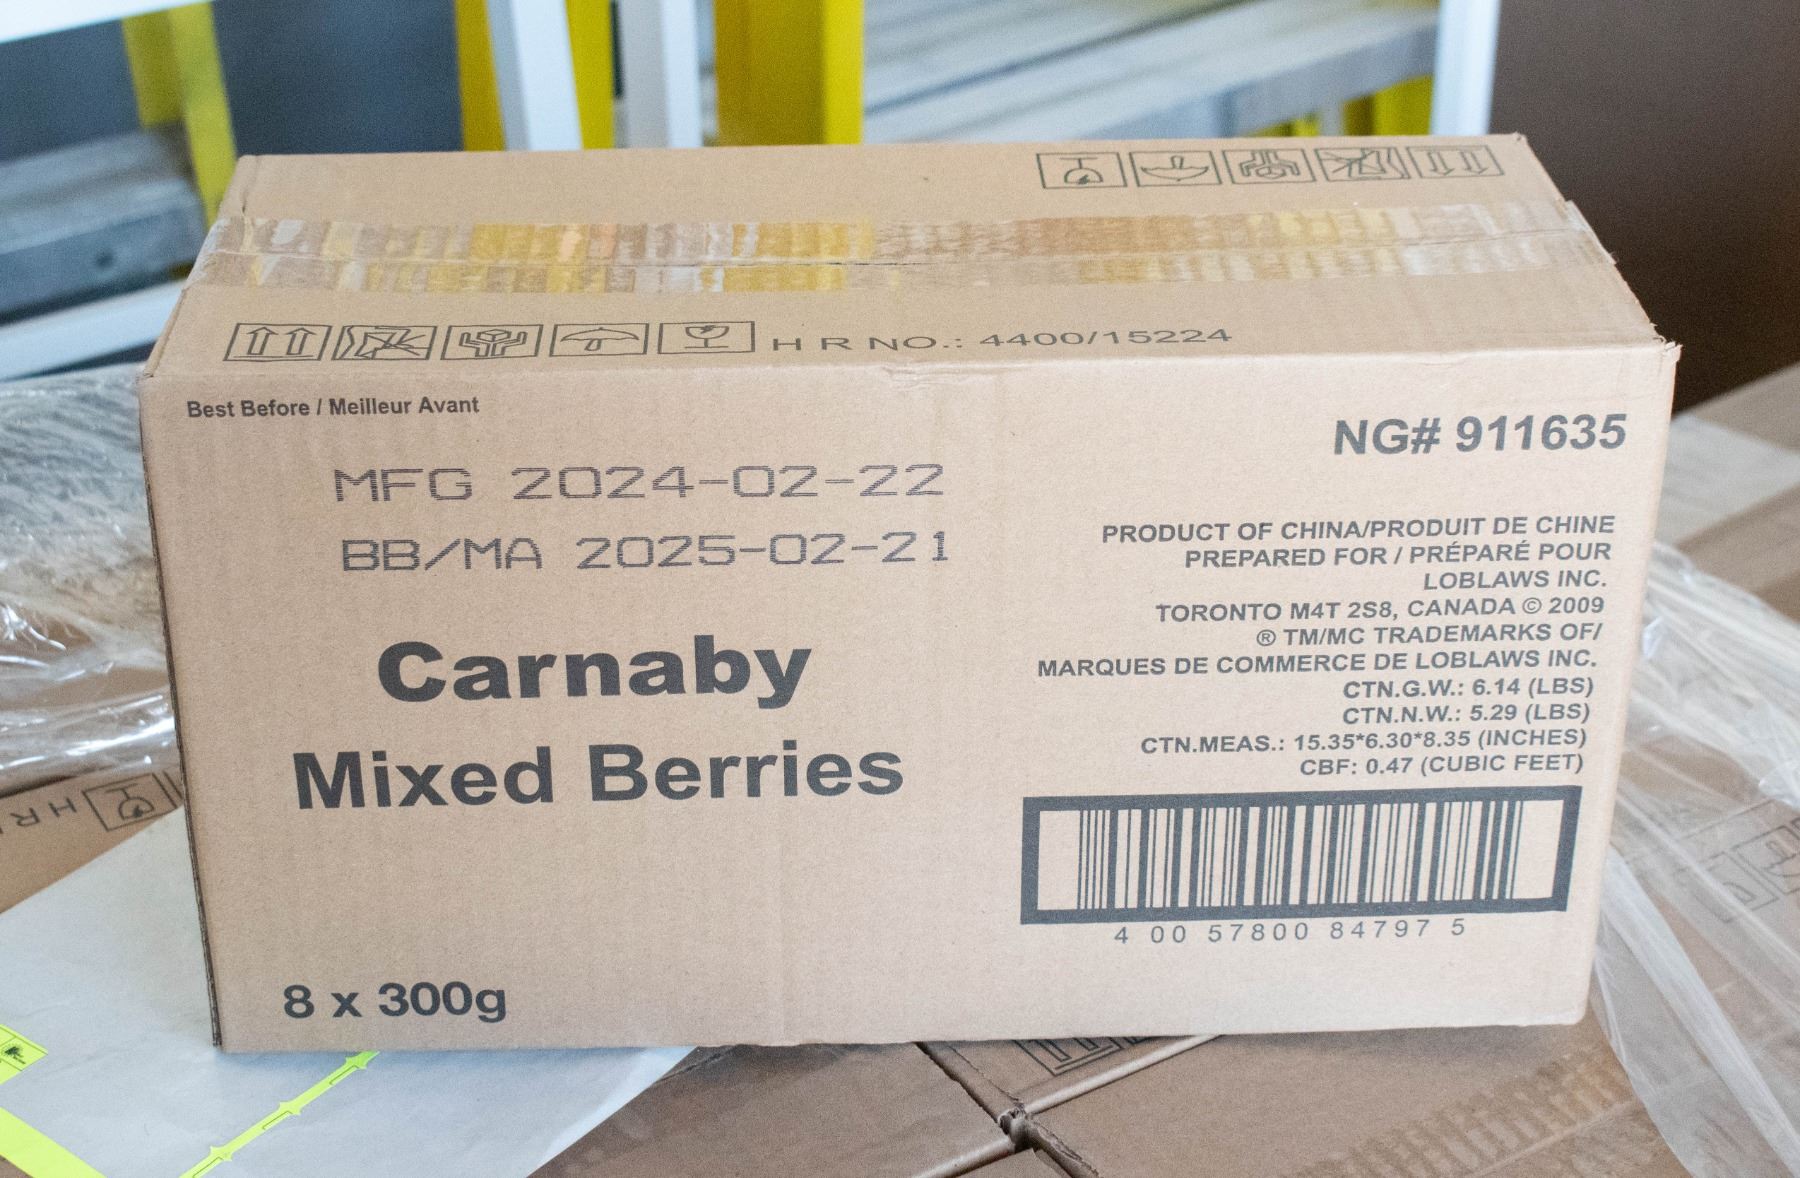 H R NO.: 4400/15224
Best Before / Meilleur Avant
MFG 2024-02-22
BB/MA 2025-02-21
Carnaby
Mixed Berries
8 x 300g
NG# 911635
PRODUCT OF CHINA/PRODUIT DE CHINE
PREPARED FOR / PRÉPARÉ POUR
LOBLAWS INC.
TORONTO M4T 2S8, CANADA © 2009
® TM/MC TRADEMARKS OF/
MARQUES DE COMMERCE DE LOBLAWS INC.
CTN.G.W.: 6.14 (LBS)
CTN.N.W.: 5.29 (LBS)
CTN.MEAS.: 15.35*6.30*8.35 (INCHES)
CBF: 0.47 (CUBIC FEET)
4 00 57800 84797 5
HR